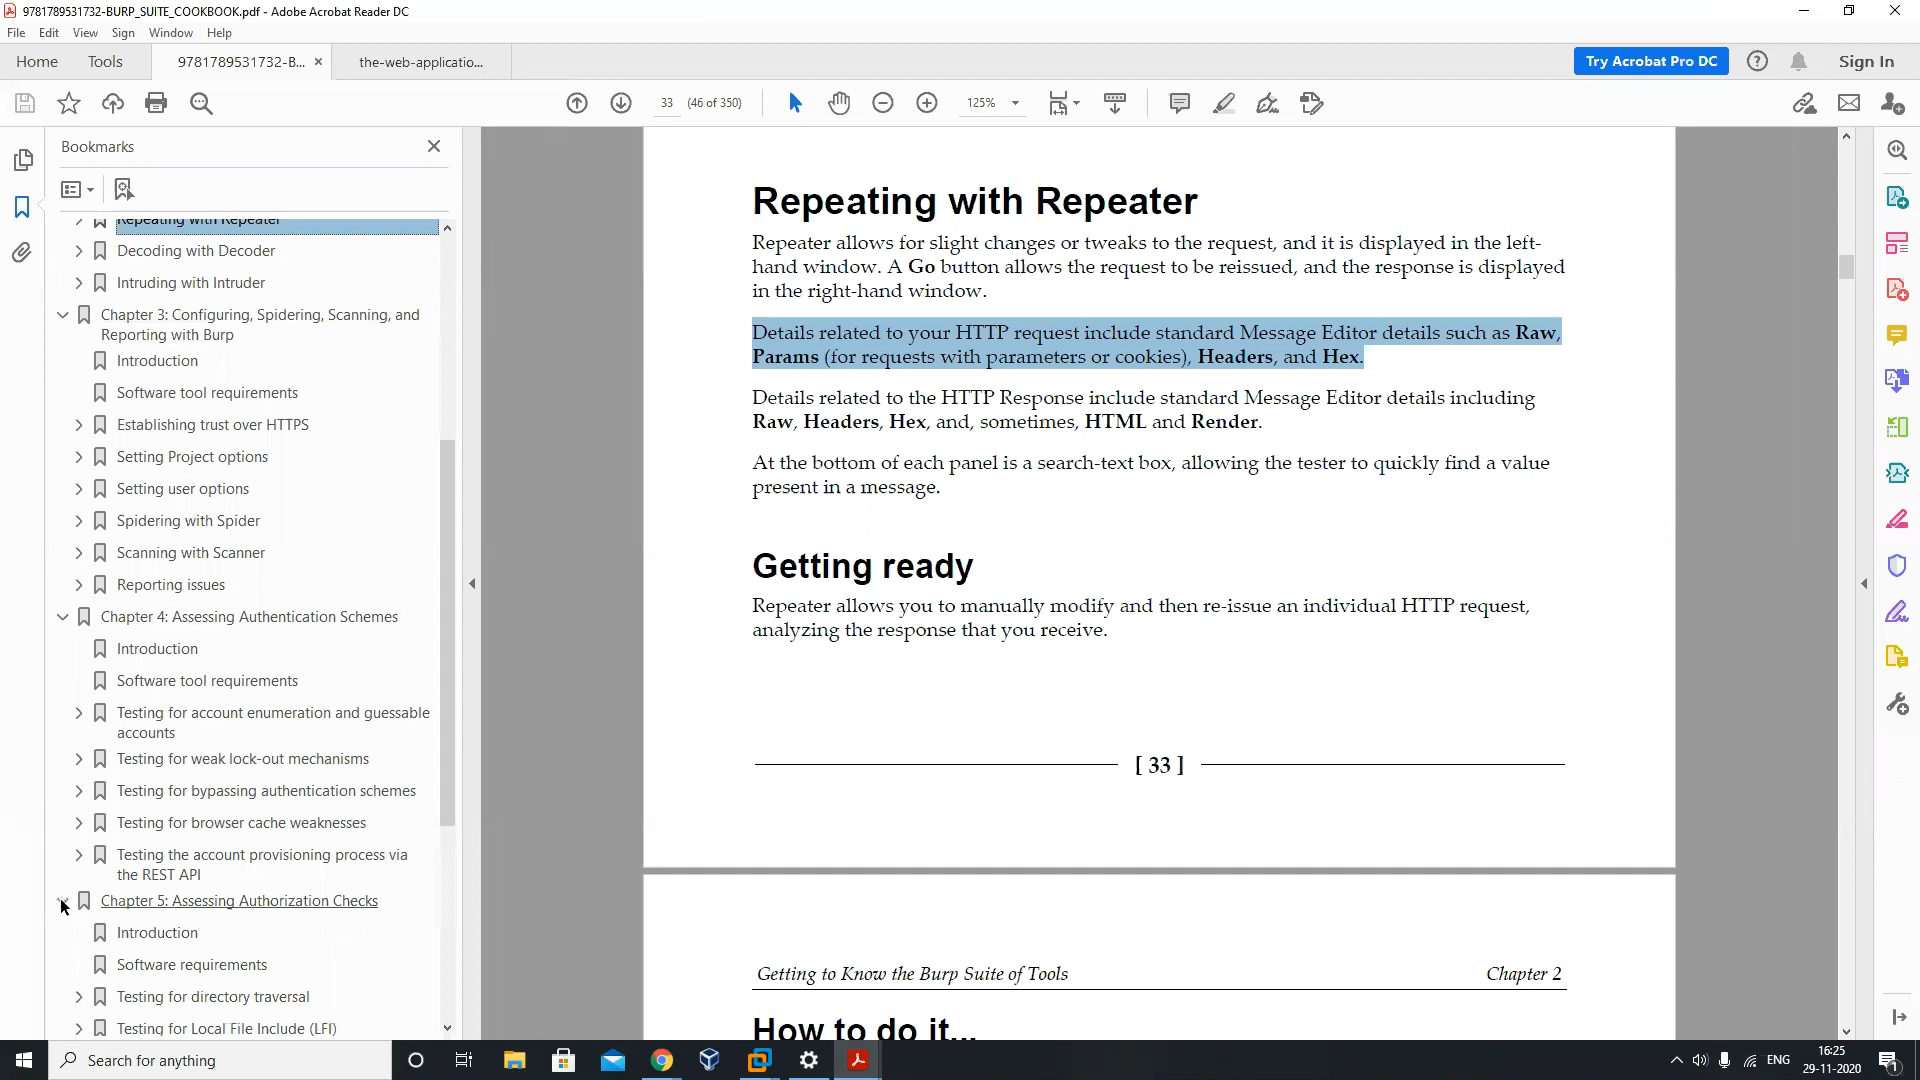 9781789531732-BURP_SUITE_COOKBOOK.pdf - Adobe Acrobat Reader DC
File Edit View Sign Window Help
Home Tools 9781789531732-B... × the-web-applicatio... Try Acrobat Pro DC Sign In
33 (46 of 350) 125%
Bookmarks
Repeating with Repeater
Decoding with Decoder
Intruding with Intruder
Chapter 3: Configuring, Spidering, Scanning, and
Reporting with Burp
Introduction
Software tool requirements
Establishing trust over HTTPS
Setting Project options
Setting user options
Spidering with Spider
Scanning with Scanner
Reporting issues
Chapter 4: Assessing Authentication Schemes
Introduction
Software tool requirements
Testing for account enumeration and guessable
accounts
Testing for weak lock-out mechanisms
Testing for bypassing authentication schemes
Testing for browser cache weaknesses
Testing the account provisioning process via
the REST API
Chapter 5: Assessing Authorization Checks
Introduction
Software requirements
Testing for directory traversal
Testing for Local File Include (LFI)
Repeating with Repeater
Repeater allows for slight changes or tweaks to the request, and it is displayed in the left-
hand window. A Go button allows the request to be reissued, and the response is displayed
in the right-hand window.
Details related to your HTTP request include standard Message Editor details such as Raw,
Params (for requests with parameters or cookies), Headers, and Hex.
Details related to the HTTP Response include standard Message Editor details including
Raw, Headers, Hex, and, sometimes, HTML and Render.
At the bottom of each panel is a search-text box, allowing the tester to quickly find a value
present in a message.
Getting ready
Repeater allows you to manually modify and then re-issue an individual HTTP request,
analyzing the response that you receive.
[ 33 ]
Getting to Know the Burp Suite of Tools Chapter 2
How to do it...
Search for anything
ENG
16:25
29-11-2020
1